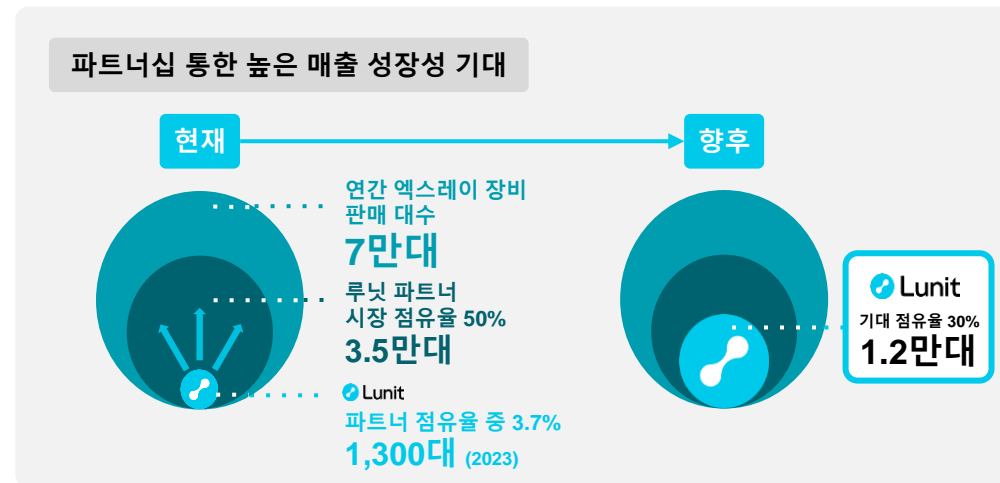 파트너십 통한 높은 매출 성장성 기대
현재
향후
연간 엑스레이 장비
판매 대수
7만대
루닛 파트너
시장 점유율 50%
3.5만대
Lunit
파트너 점유율 중 3.7%
1,300대 (2023)
Lunit
기대 점유율 30%
1.2만대